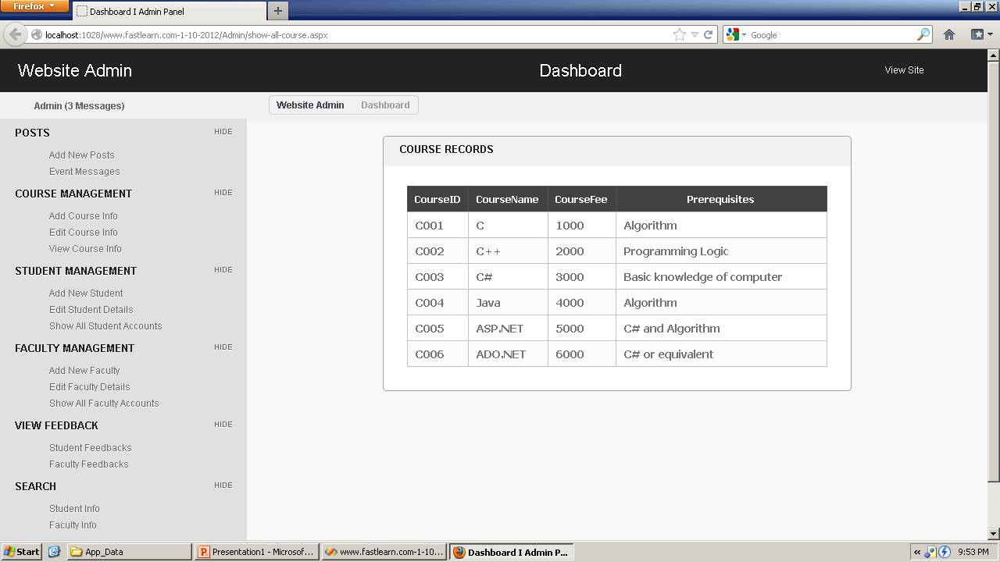 Firefox
Dashboard I Admin Panel
localhost:1028/www.fastlearn.com-1-10-2012/Admin/show-all-course.aspx
Google
Website Admin Dashboard View Site
Admin (3 Messages)
Website Admin Dashboard
POSTS HIDE
Add New Posts
Event Messages
COURSE MANAGEMENT HIDE
Add Course Info
Edit Course Info
View Course Info
STUDENT MANAGEMENT HIDE
Add New Student
Edit Student Details
Show All Student Accounts
FACULTY MANAGEMENT HIDE
Add New Faculty
Edit Faculty Details
Show All Faculty Accounts
VIEW FEEDBACK HIDE
Student Feedbacks
Faculty Feedbacks
SEARCH HIDE
Student Info
Faculty Info
COURSE RECORDS
CourseID CourseName CourseFee Prerequisites
C001 C 1000 Algorithm
C002 C++ 2000 Programming Logic
C003 C# 3000 Basic knowledge of computer
C004 Java 4000 Algorithm
C005 ASP.NET 5000 C# and Algorithm
C006 ADO.NET 6000 C# or equivalent
Start App_Data Presentation1 - Microsof... www.fastlearn.com-1-10... Dashboard I Admin P... 9:53 PM